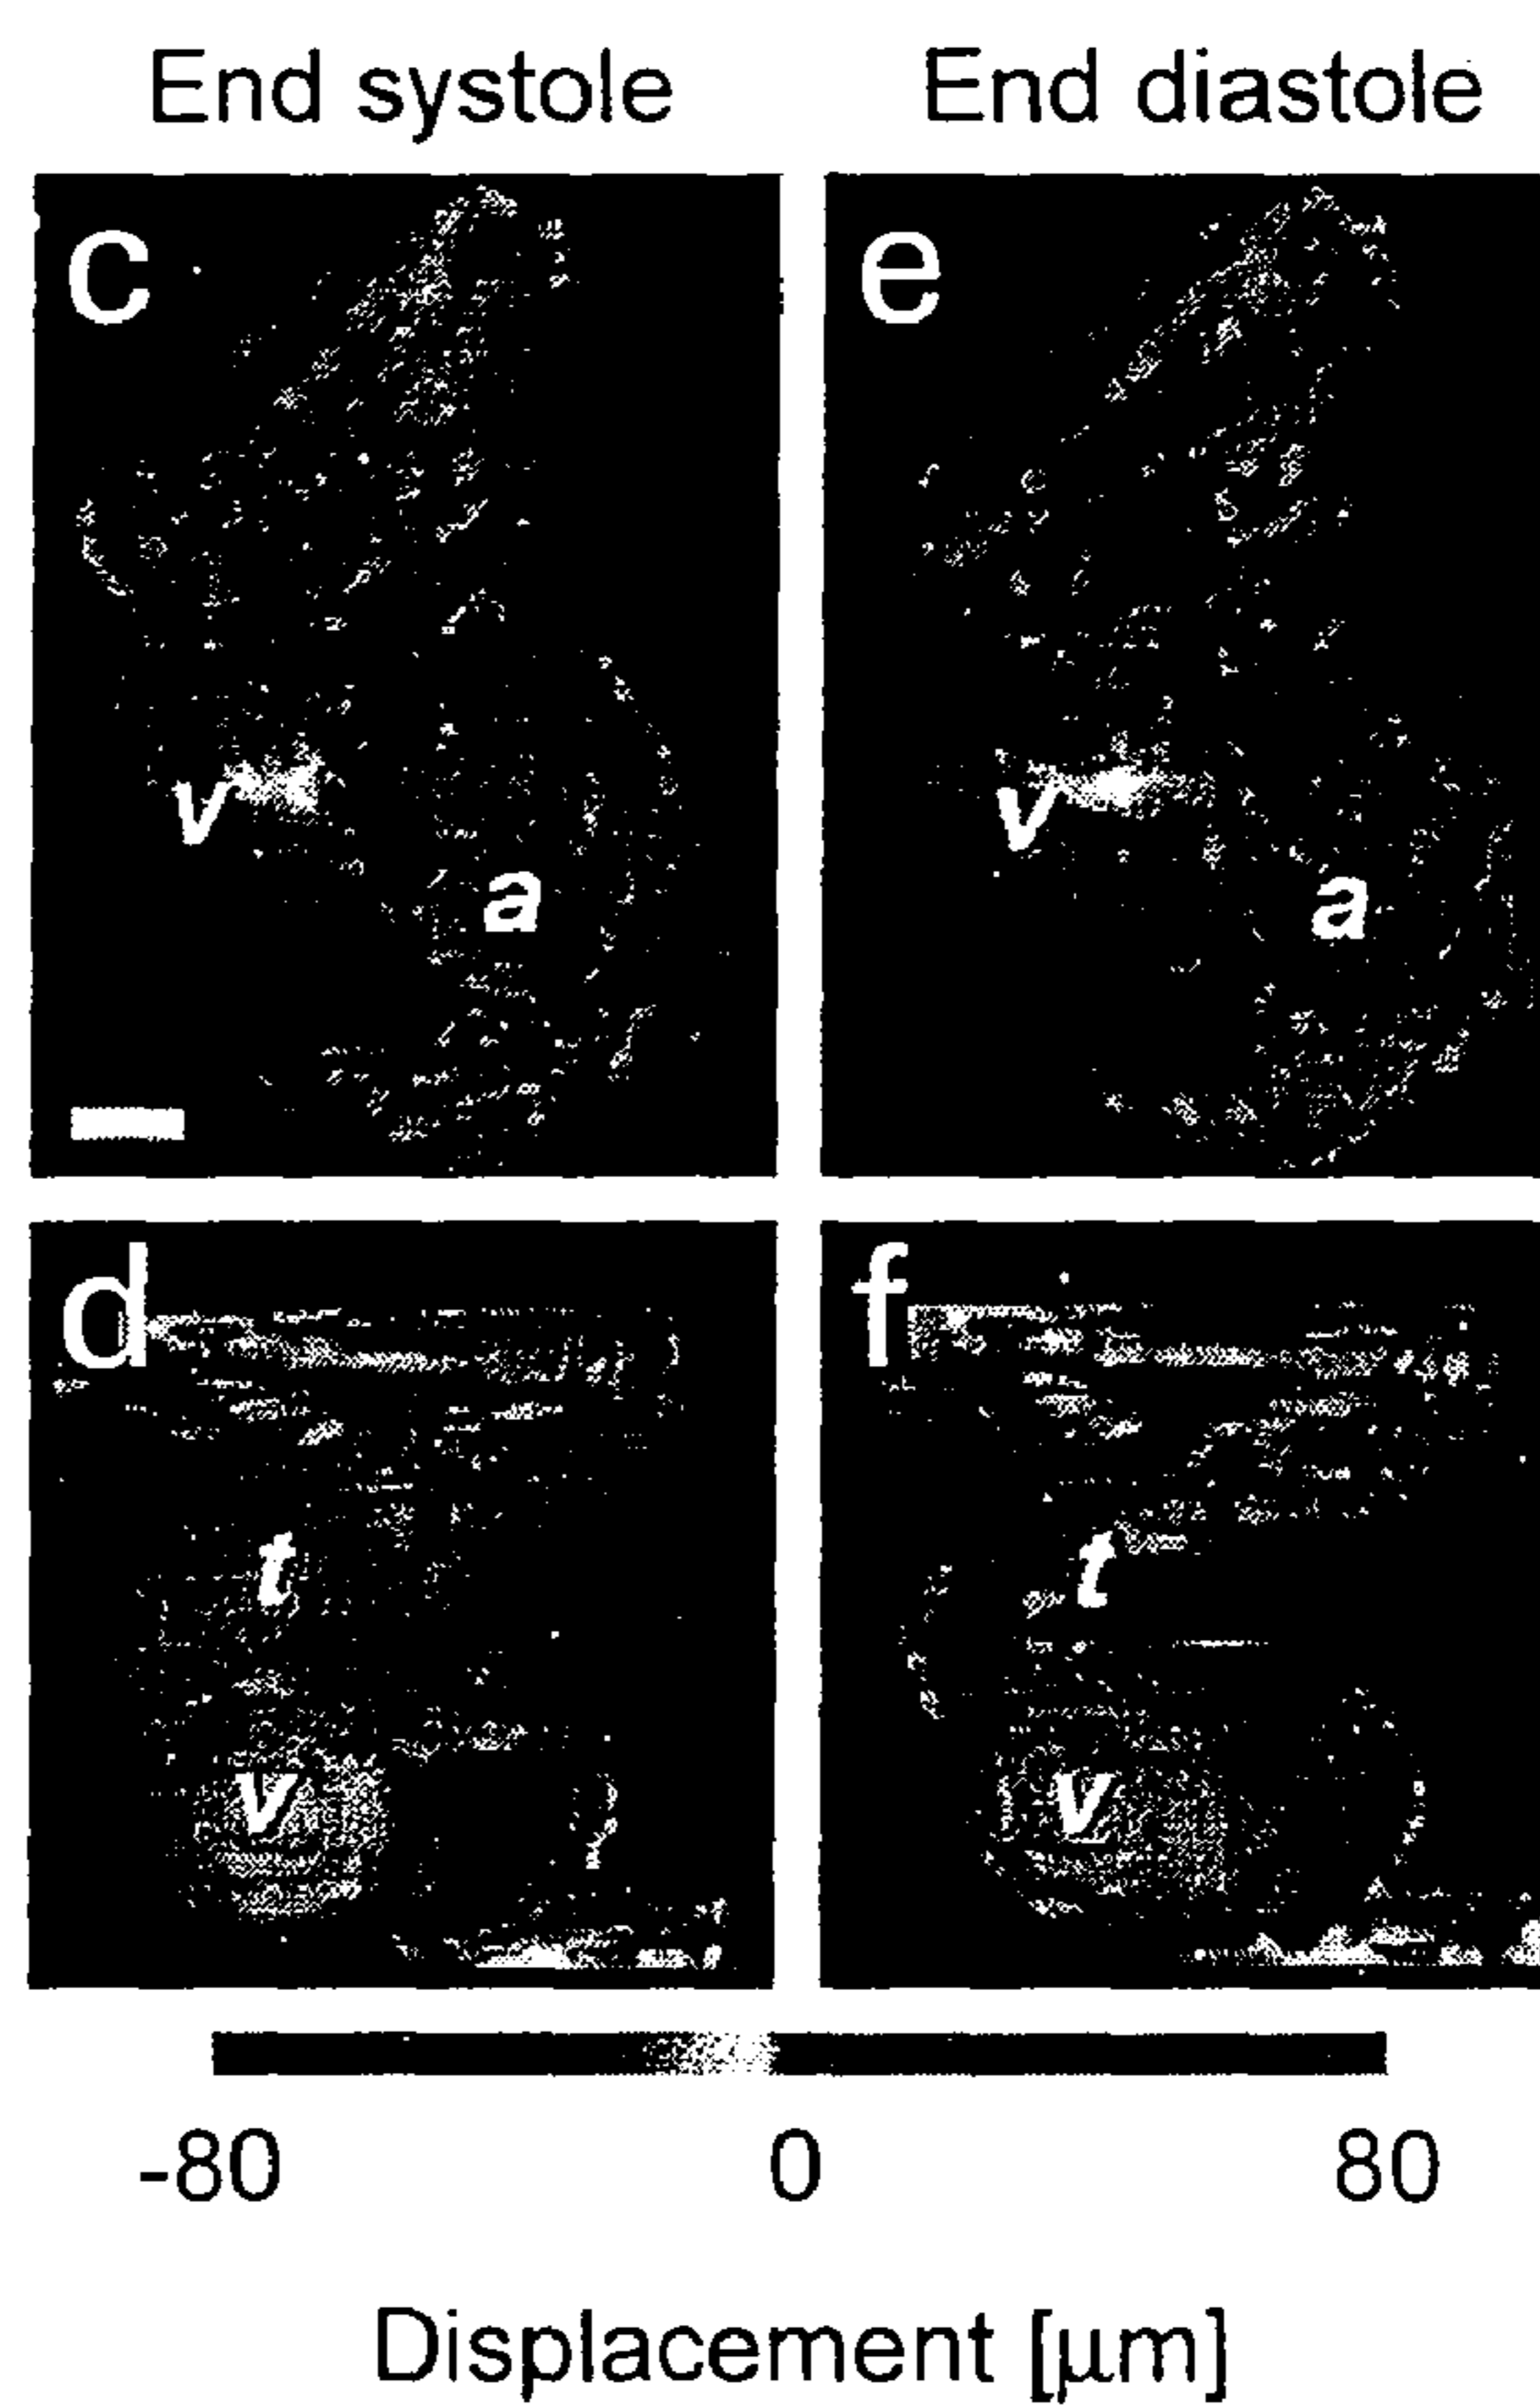 End systole End diastole
c e
v v
a a
d f
t t
v v
-80 0 80
Displacement [µm]